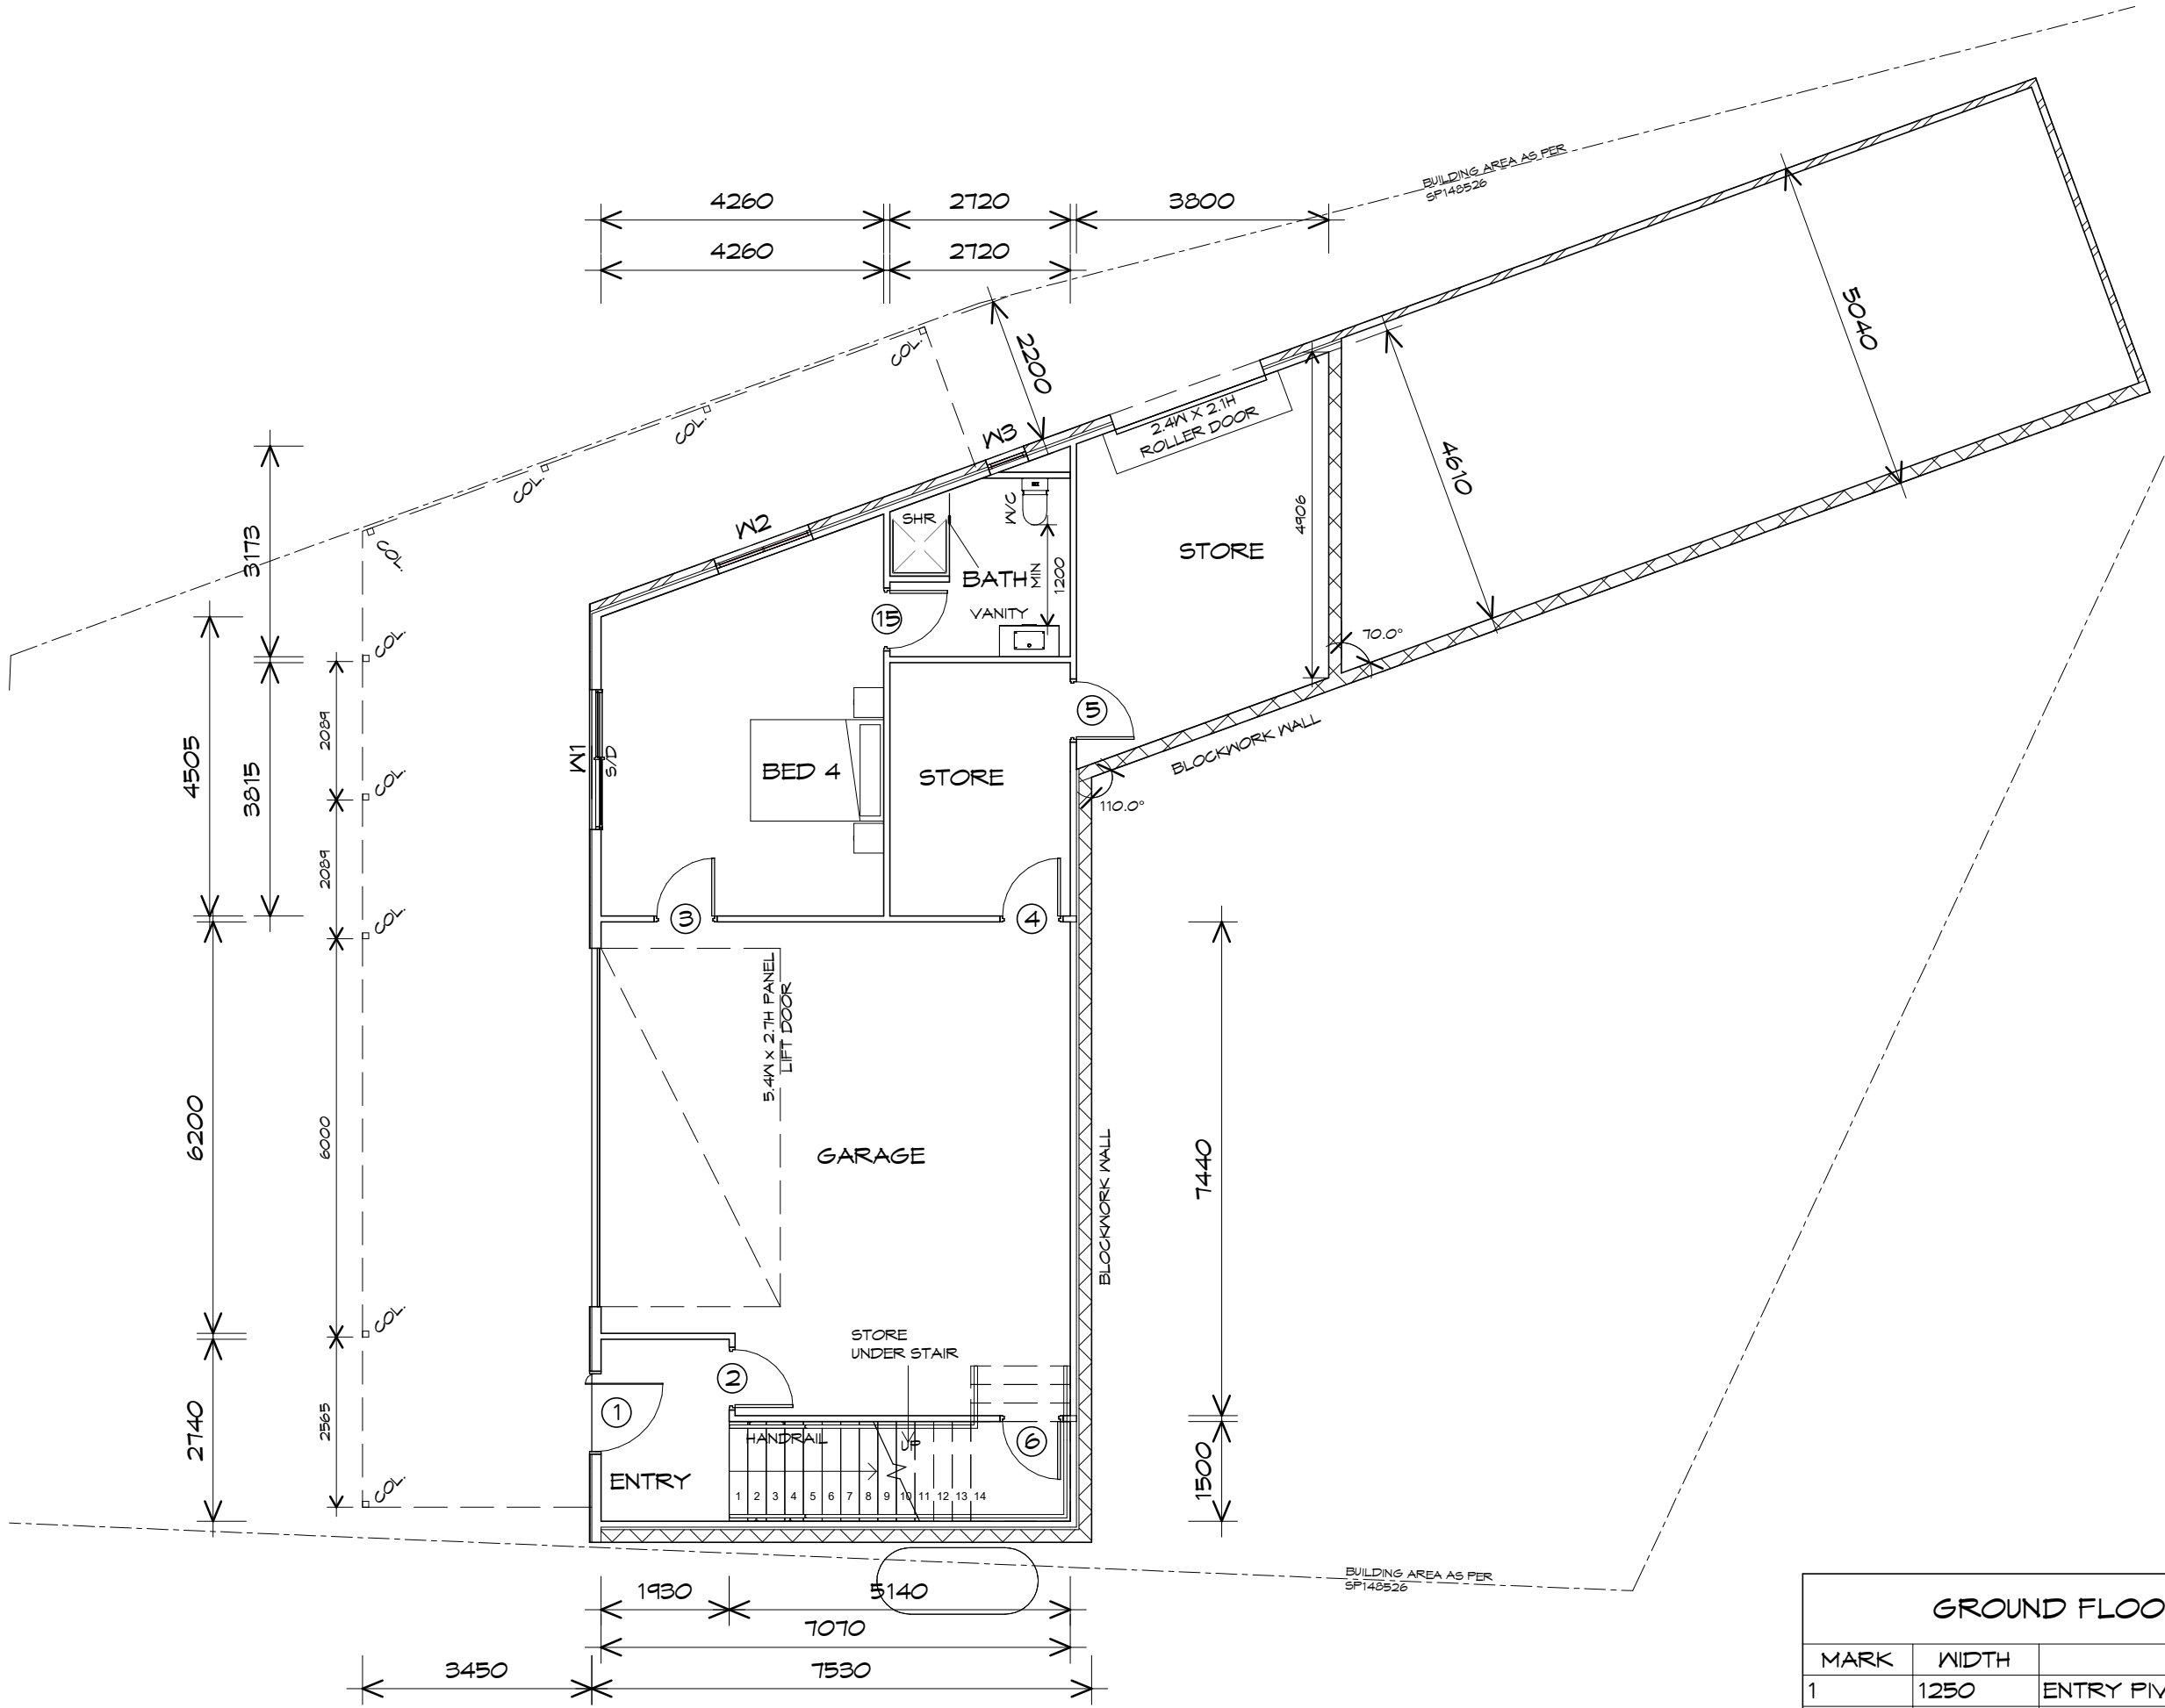 BUILDING AREA AS PER
SP148526
4260
2720
3800
4260
2720
5040
2200
COL.
COL.
COL.
COL.
W3
2.4W X 2.1H
ROLLER DOOR
4610
W2
SHR
W/C
4906
3173
STORE
BATH
MIN
1200
VANITY
15
70.0°
COL.
5
2089
4505
3815
W1
S/D
BED 4
STORE
BLOCKWORK WALL
COL.
110.0°
2089
COL.
3
4
5.4W x 2.7H PANEL
LIFT DOOR
6200
6000
GARAGE
7440
BLOCKWORK WALL
COL.
STORE
UNDER STAIR
2
1
2740
2565
HANDRAIL
UP
6
1500
ENTRY
COL.
1 2 3 4 5 6 7 8 9 10 11 12 13 14
BUILDING AREA AS PER
SP148526
1930
5140
7070
3450
7530
GROUND FLOO
MARK WIDTH
1 1250 ENTRY PIV